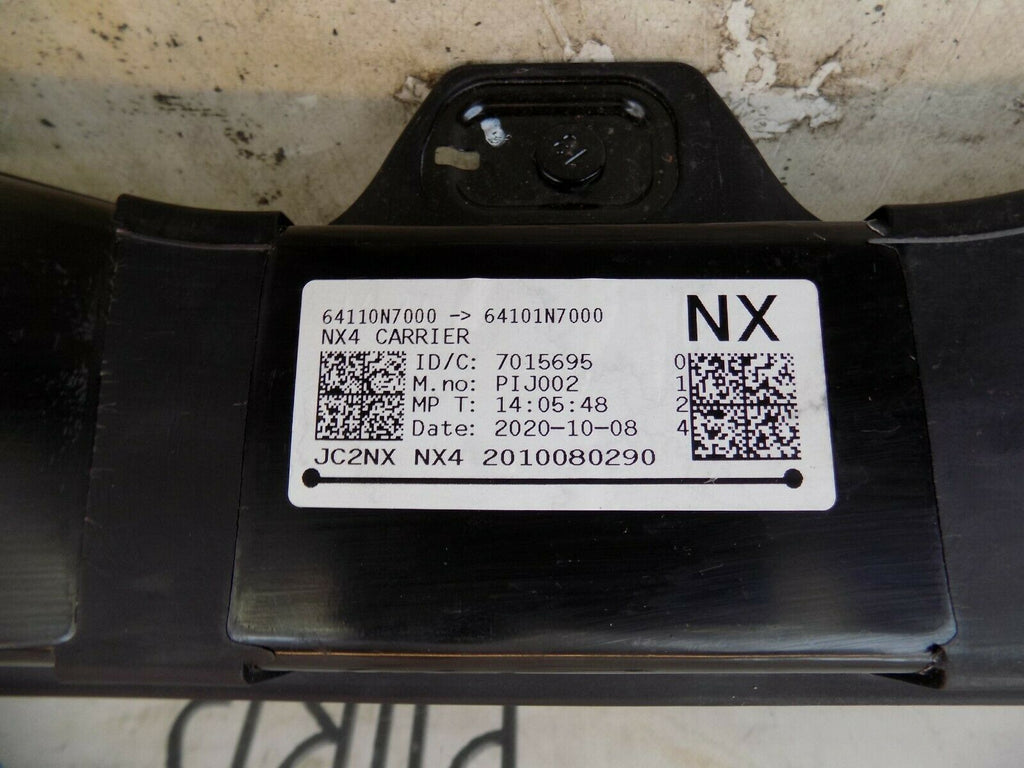 64110N7000 -> 64101N7000
NX
NX4 CARRIER
ID/C: 7015695
M.no: PIJ002
MP T: 14:05:48
Date: 2020-10-08
0
1
2
4
JC2NX NX4 2010080290